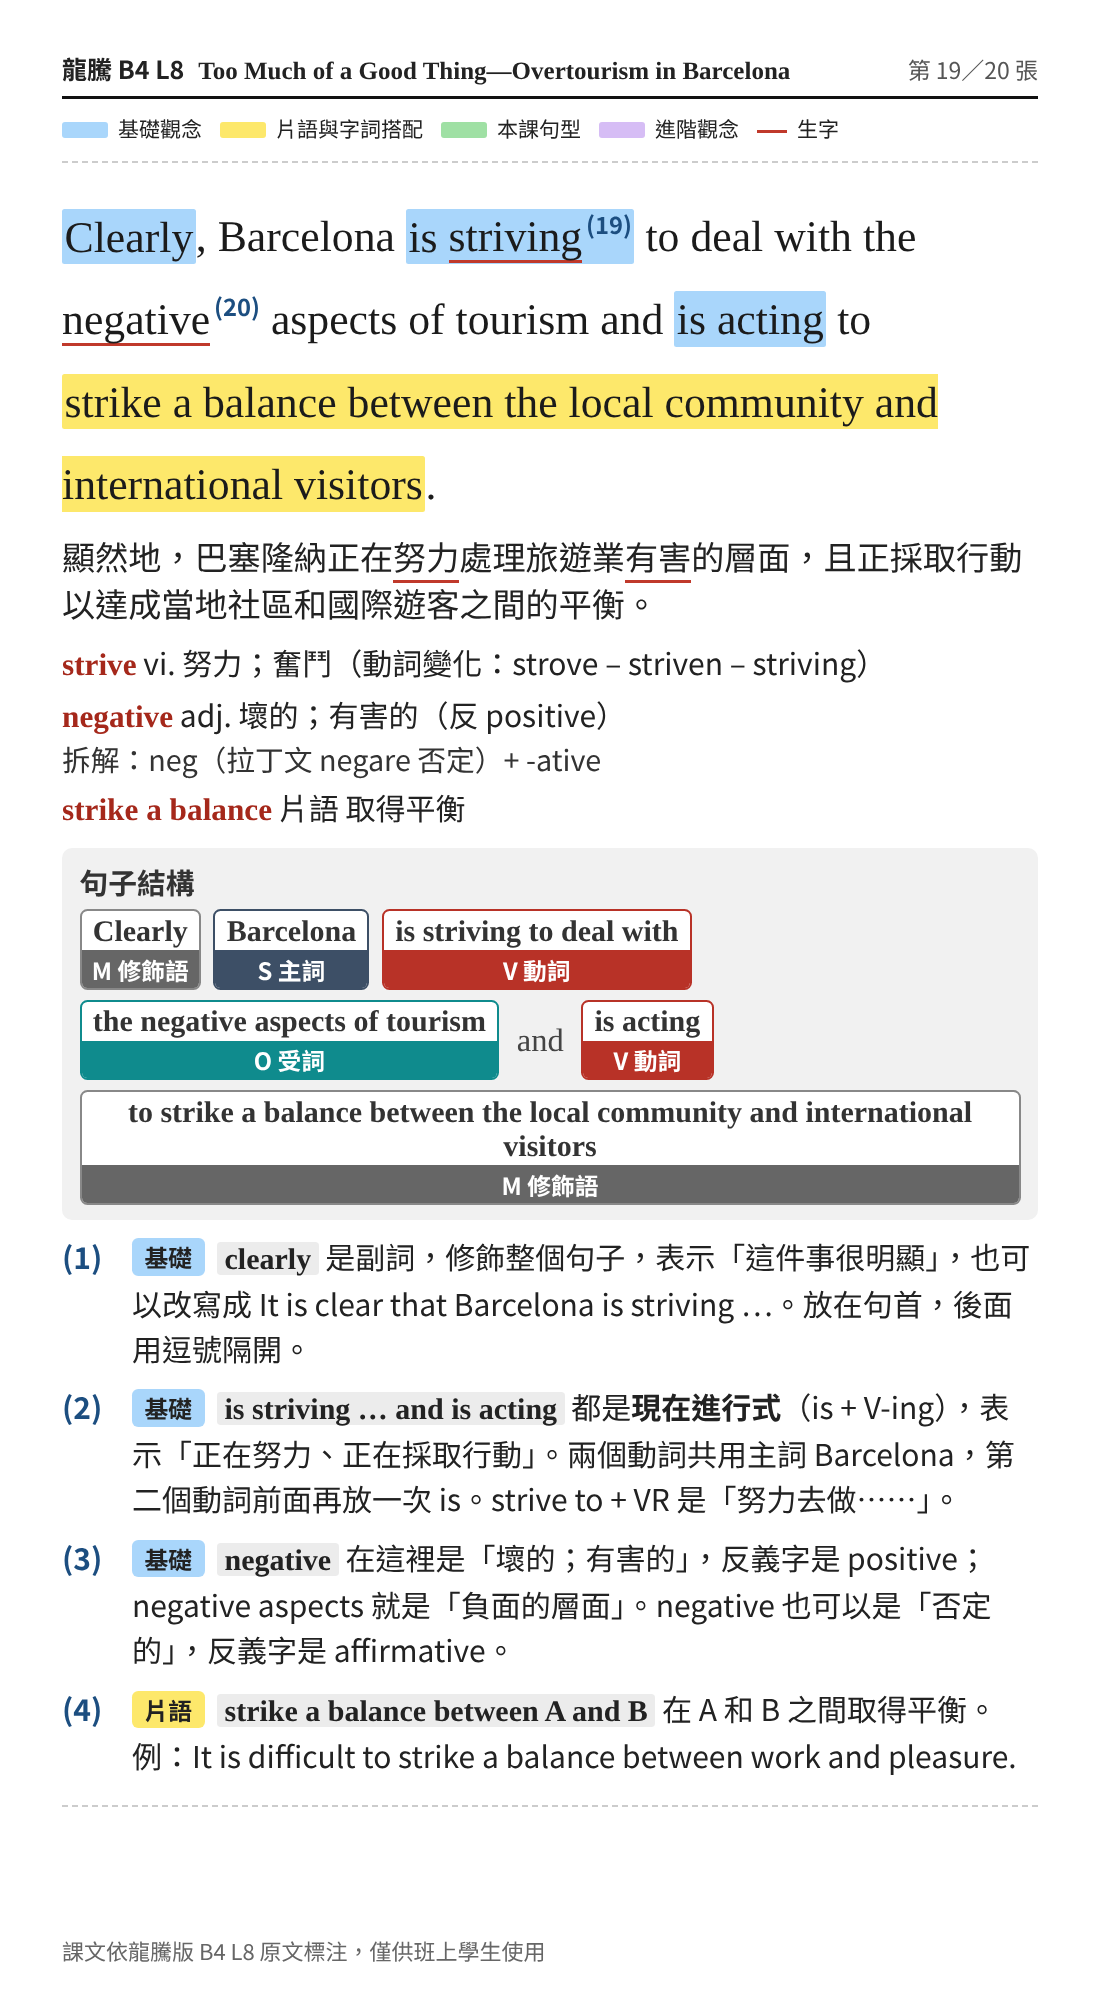 龍騰 B4 L8 Too Much of a Good Thing—Overtourism in Barcelona 第 19／20 張
基礎觀念 片語與字詞搭配 本課句型 進階觀念 生字
Clearly, Barcelona is striving(19) to deal with the
negative(20) aspects of tourism and is acting to
strike a balance between the local community and
international visitors.
顯然地，巴塞隆納正在努力處理旅遊業有害的層面，且正採取行動
以達成當地社區和國際遊客之間的平衡。
strive vi. 努力；奮鬥（動詞變化：strove – striven – striving）
negative adj. 壞的；有害的（反 positive）
拆解：neg（拉丁文 negare 否定）+ -ative
strike a balance 片語 取得平衡
句子結構
Clearly Barcelona is striving to deal with
M 修飾語 S 主詞 V 動詞
the negative aspects of tourism and is acting
O 受詞 V 動詞
to strike a balance between the local community and international
visitors
M 修飾語
(1) 基礎 clearly 是副詞，修飾整個句子，表示「這件事很明顯」，也可
以改寫成 It is clear that Barcelona is striving …。放在句首，後面
用逗號隔開。
(2) 基礎 is striving … and is acting 都是現在進行式（is + V-ing），表
示「正在努力、正在採取行動」。兩個動詞共用主詞 Barcelona，第
二個動詞前面再放一次 is。strive to + VR 是「努力去做……」。
(3) 基礎 negative 在這裡是「壞的；有害的」，反義字是 positive；
negative aspects 就是「負面的層面」。negative 也可以是「否定
的」，反義字是 affirmative。
(4) 片語 strike a balance between A and B 在 A 和 B 之間取得平衡。
例：It is difficult to strike a balance between work and pleasure.
課文依龍騰版 B4 L8 原文標注，僅供班上學生使用